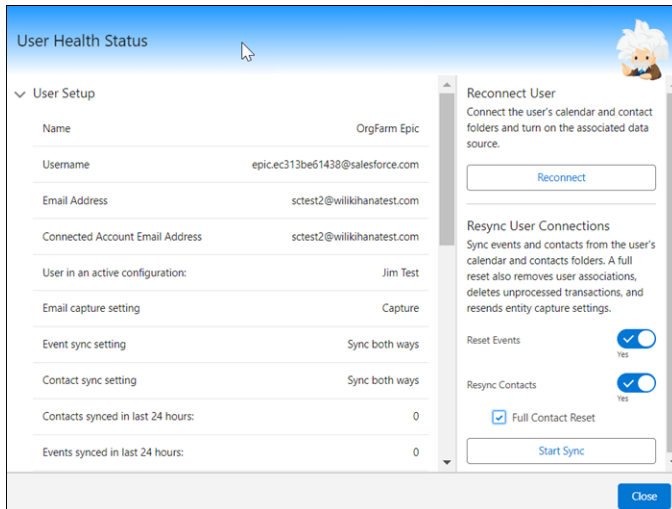 User Health Status
User Setup
Name OrgFarm Epic
Username epic.ec313be61438@salesforce.com
Email Address sctest2@wilikihanatest.com
Connected Account Email Address sctest2@wilikihanatest.com
User in an active configuration: Jim Test
Email capture setting Capture
Event sync setting Sync both ways
Contact sync setting Sync both ways
Contacts synced in last 24 hours: 0
Events synced in last 24 hours: 0
Reconnect User
Connect the user's calendar and contact
folders and turn on the associated data
source.
Reconnect
Resync User Connections
Sync events and contacts from the user's
calendar and contacts folders. A full
reset also removes user associations,
deletes unprocessed transactions, and
resends entity capture settings.
Reset Events
Yes
Resync Contacts
Yes
Full Contact Reset
Start Sync
Close